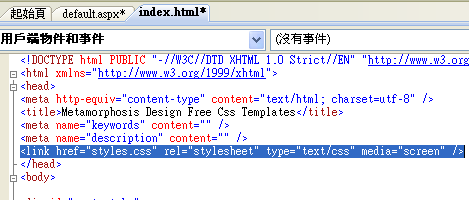 起始頁 default.aspx* index.html*
用戶端物件和事件 (沒有事件)
<!DOCTYPE html PUBLIC "-//W3C//DTD XHTML 1.0 Strict//EN" "http://www.w3.o
<html xmlns="http://www.w3.org/1999/xhtml">
<head>
<meta http-equiv="content-type" content="text/html; charset=utf-8" />
<title>Metamorphosis Design Free Css Templates</title>
<meta name="keywords" content="" />
<meta name="description" content="" />
<link href="styles.css" rel="stylesheet" type="text/css" media="screen" />
</head>
<body>